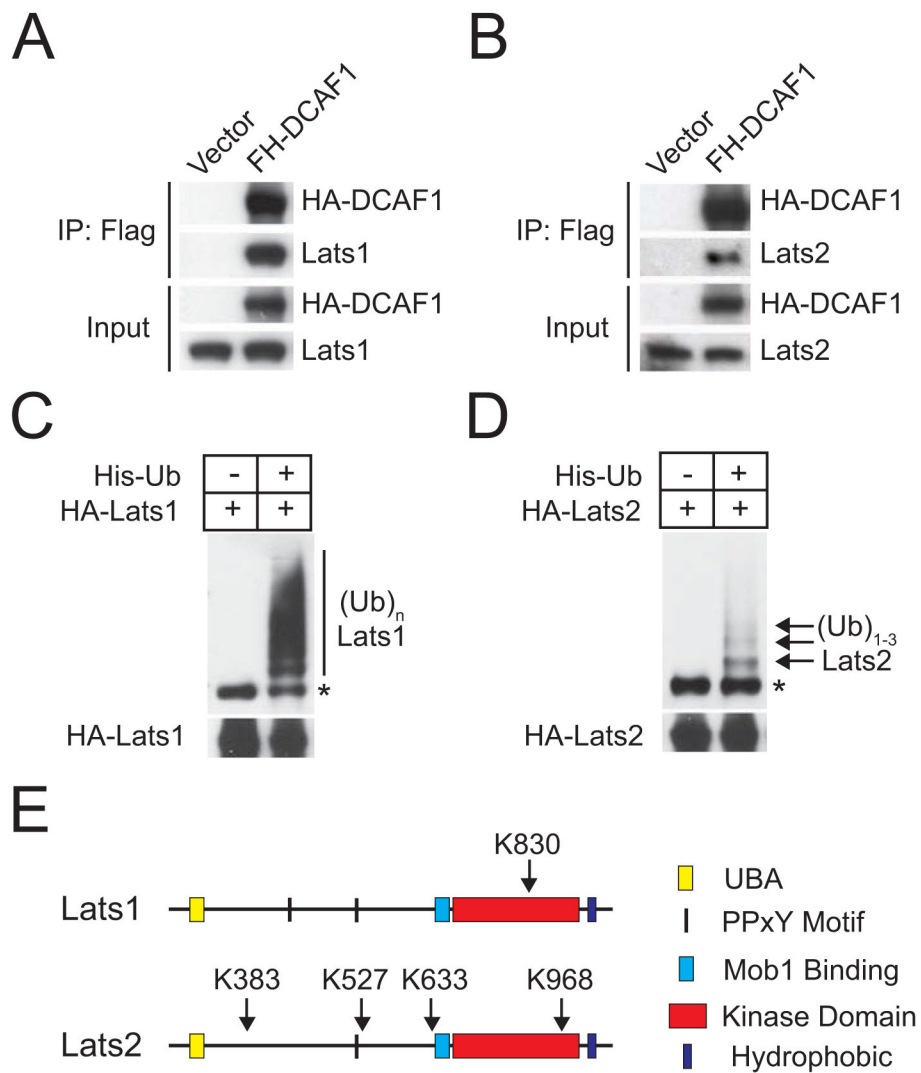 A
Vector
FH-DCAF1
IP: Flag
HA-DCAF1
Lats1
Input
HA-DCAF1
Lats1
B
Vector
FH-DCAF1
IP: Flag
HA-DCAF1
Lats2
Input
HA-DCAF1
Lats2
C
His-Ub - +
HA-Lats1 + +
(Ub)n
Lats1
*
HA-Lats1
D
His-Ub - +
HA-Lats2 + +
(Ub)1-3
Lats2
*
HA-Lats2
E
K830
Lats1
K383 K527 K633 K968
Lats2
UBA
PPxY Motif
Mob1 Binding
Kinase Domain
Hydrophobic